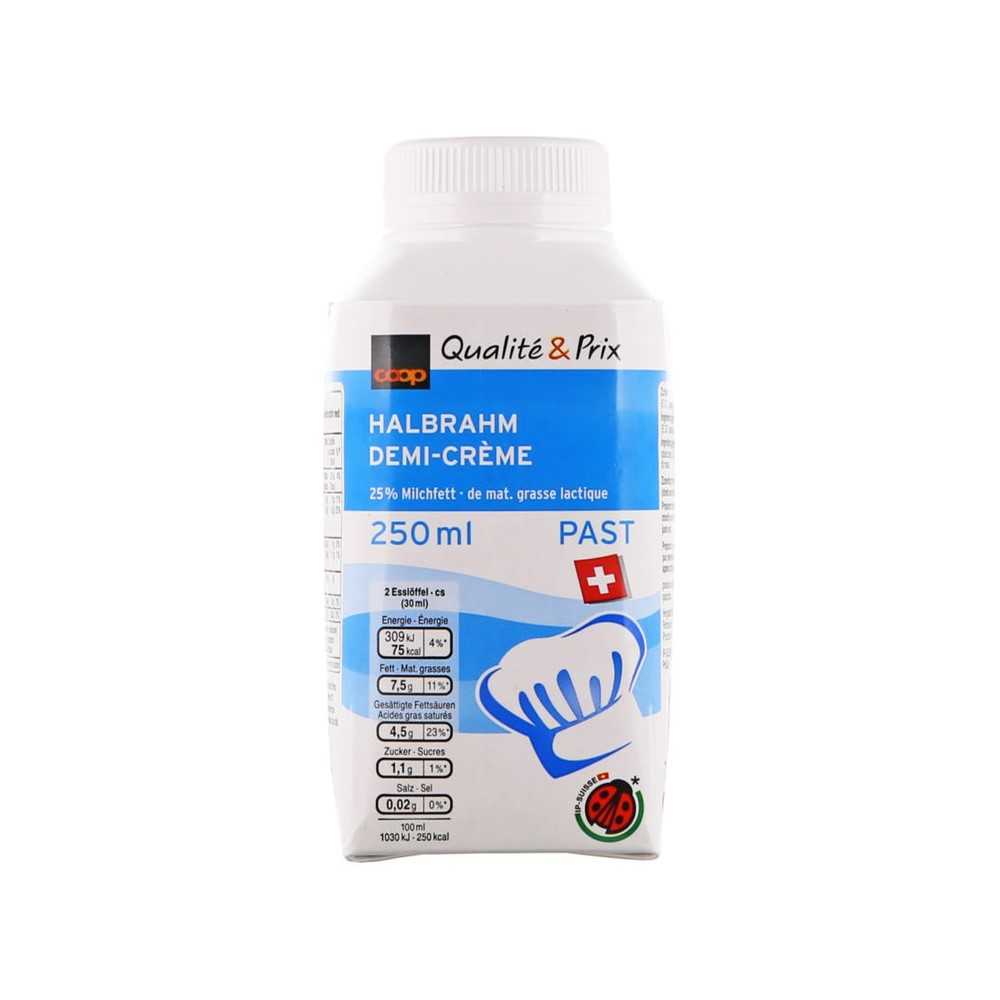 coop Qualité & Prix
HALBRAHM
DEMI-CRÈME
25% Milchfett · de mat. grasse lactique
250 ml PAST
2 Esslöffel · cs
(30 ml)
Energie · Énergie
309 kJ
75 kcal 4%*
Fett · Mat. grasses
7,5 g 11%*
Gesättigte Fettsäuren
Acides gras saturés
4,5 g 23%*
Zucker · Sucres
1,1 g 1%*
Salz · Sel
0,02 g 0%*
100 ml
1030 kJ - 250 kcal
IP-SUISSE *